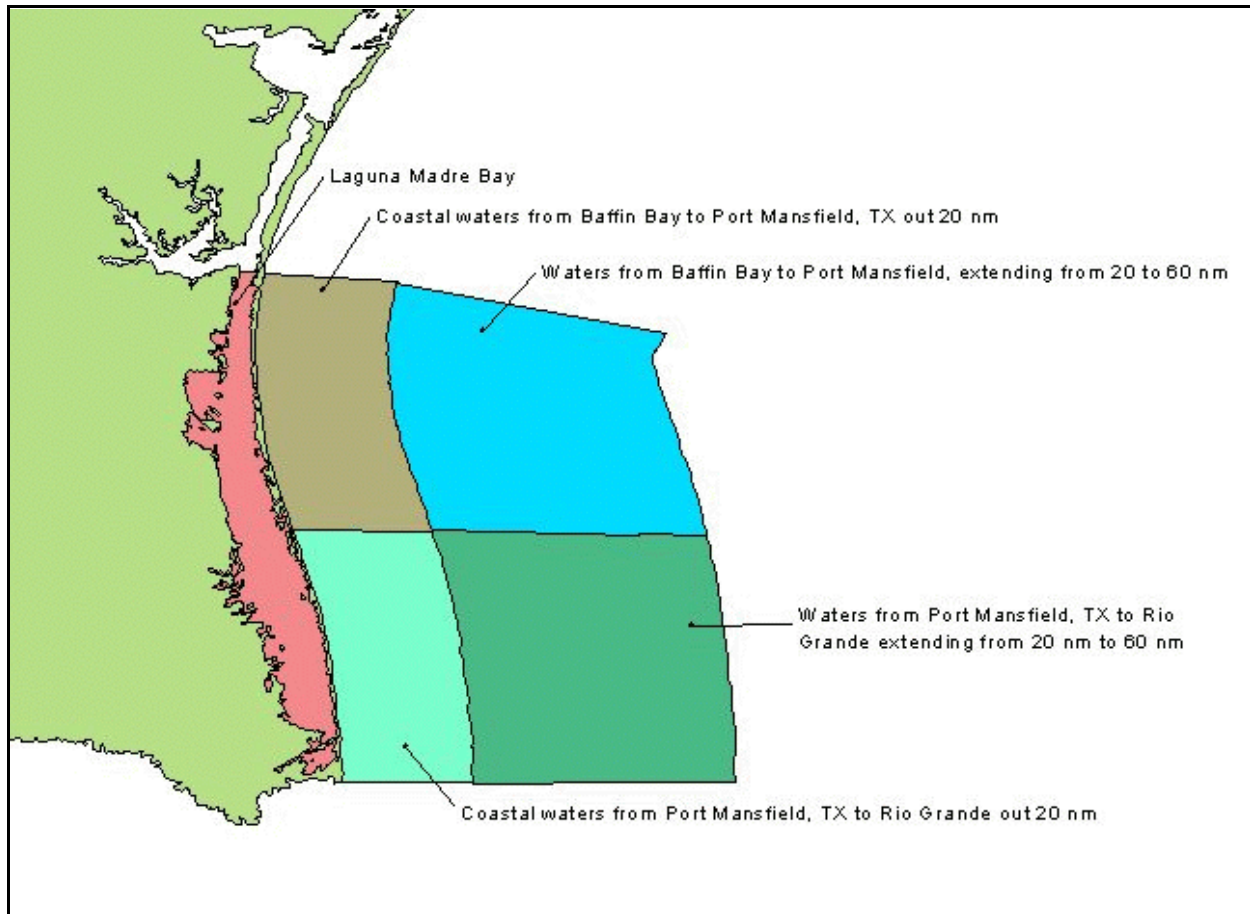 Laguna Madre Bay
Coastal waters from Baffin Bay to Port Mansfield, TX out 20 nm
Waters from Baffin Bay to Port Mansfield, extending from 20 to 60 nm
Waters from Port Mansfield, TX to Rio
Grande extending from 20 nm to 60 nm
Coastal waters from Port Mansfield, TX to Rio Grande out 20 nm